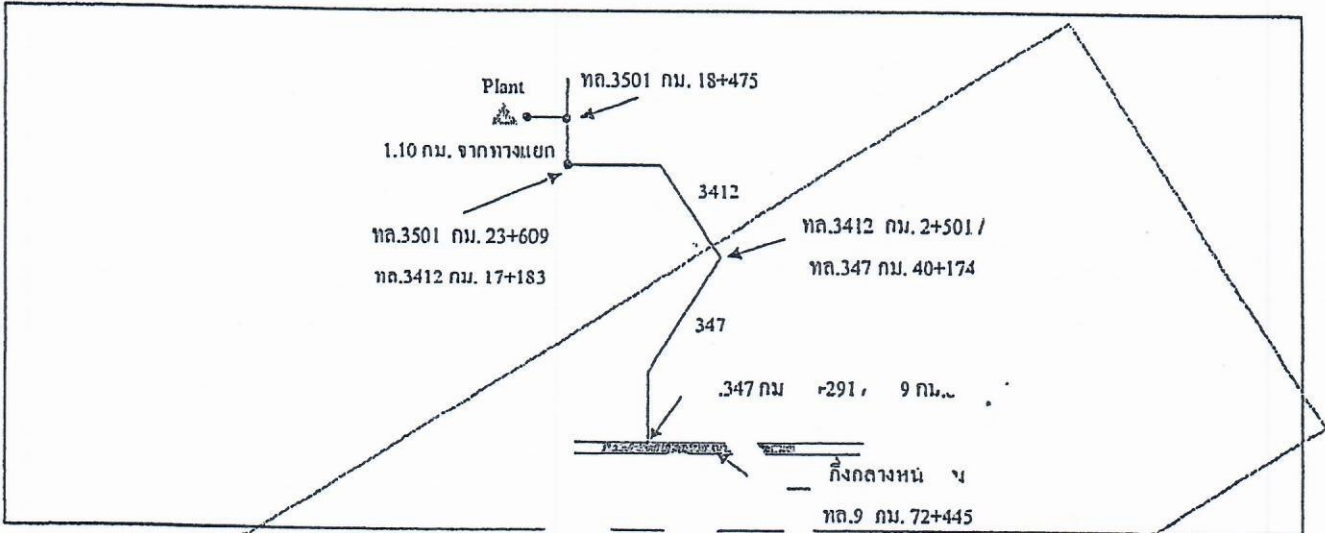 Plant
ทล.3501 กม. 18+475
1.10 กม. จากทางแยก
3412
ทล.3501 กม. 23+609
ทล.3412 กม. 17+183
ทล.3412 กม. 2+501 /
ทล.347 กม. 40+174
347
.347 กม 291 9 กม.
กึ่งกลางหน้
ทล.9 กม. 72+445